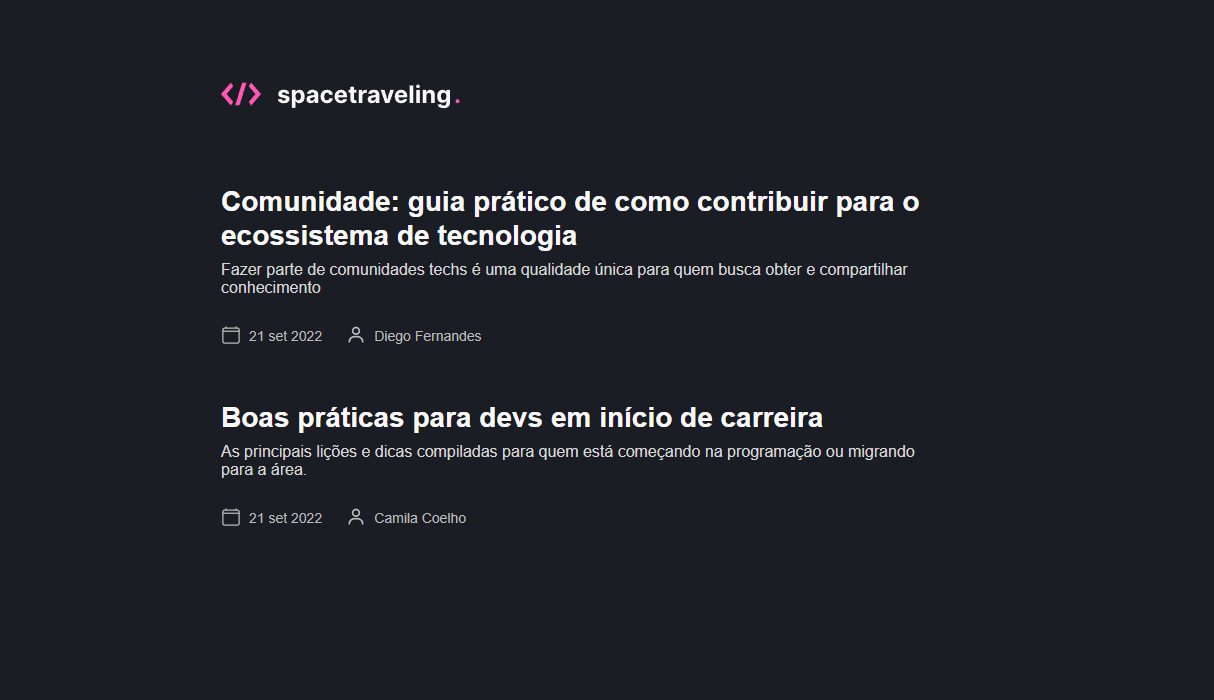 </> spacetraveling.
Comunidade: guia prático de como contribuir para o
ecossistema de tecnologia
Fazer parte de comunidades techs é uma qualidade única para quem busca obter e compartilhar
conhecimento
21 set 2022 Diego Fernandes
Boas práticas para devs em início de carreira
As principais lições e dicas compiladas para quem está começando na programação ou migrando
para a área.
21 set 2022 Camila Coelho